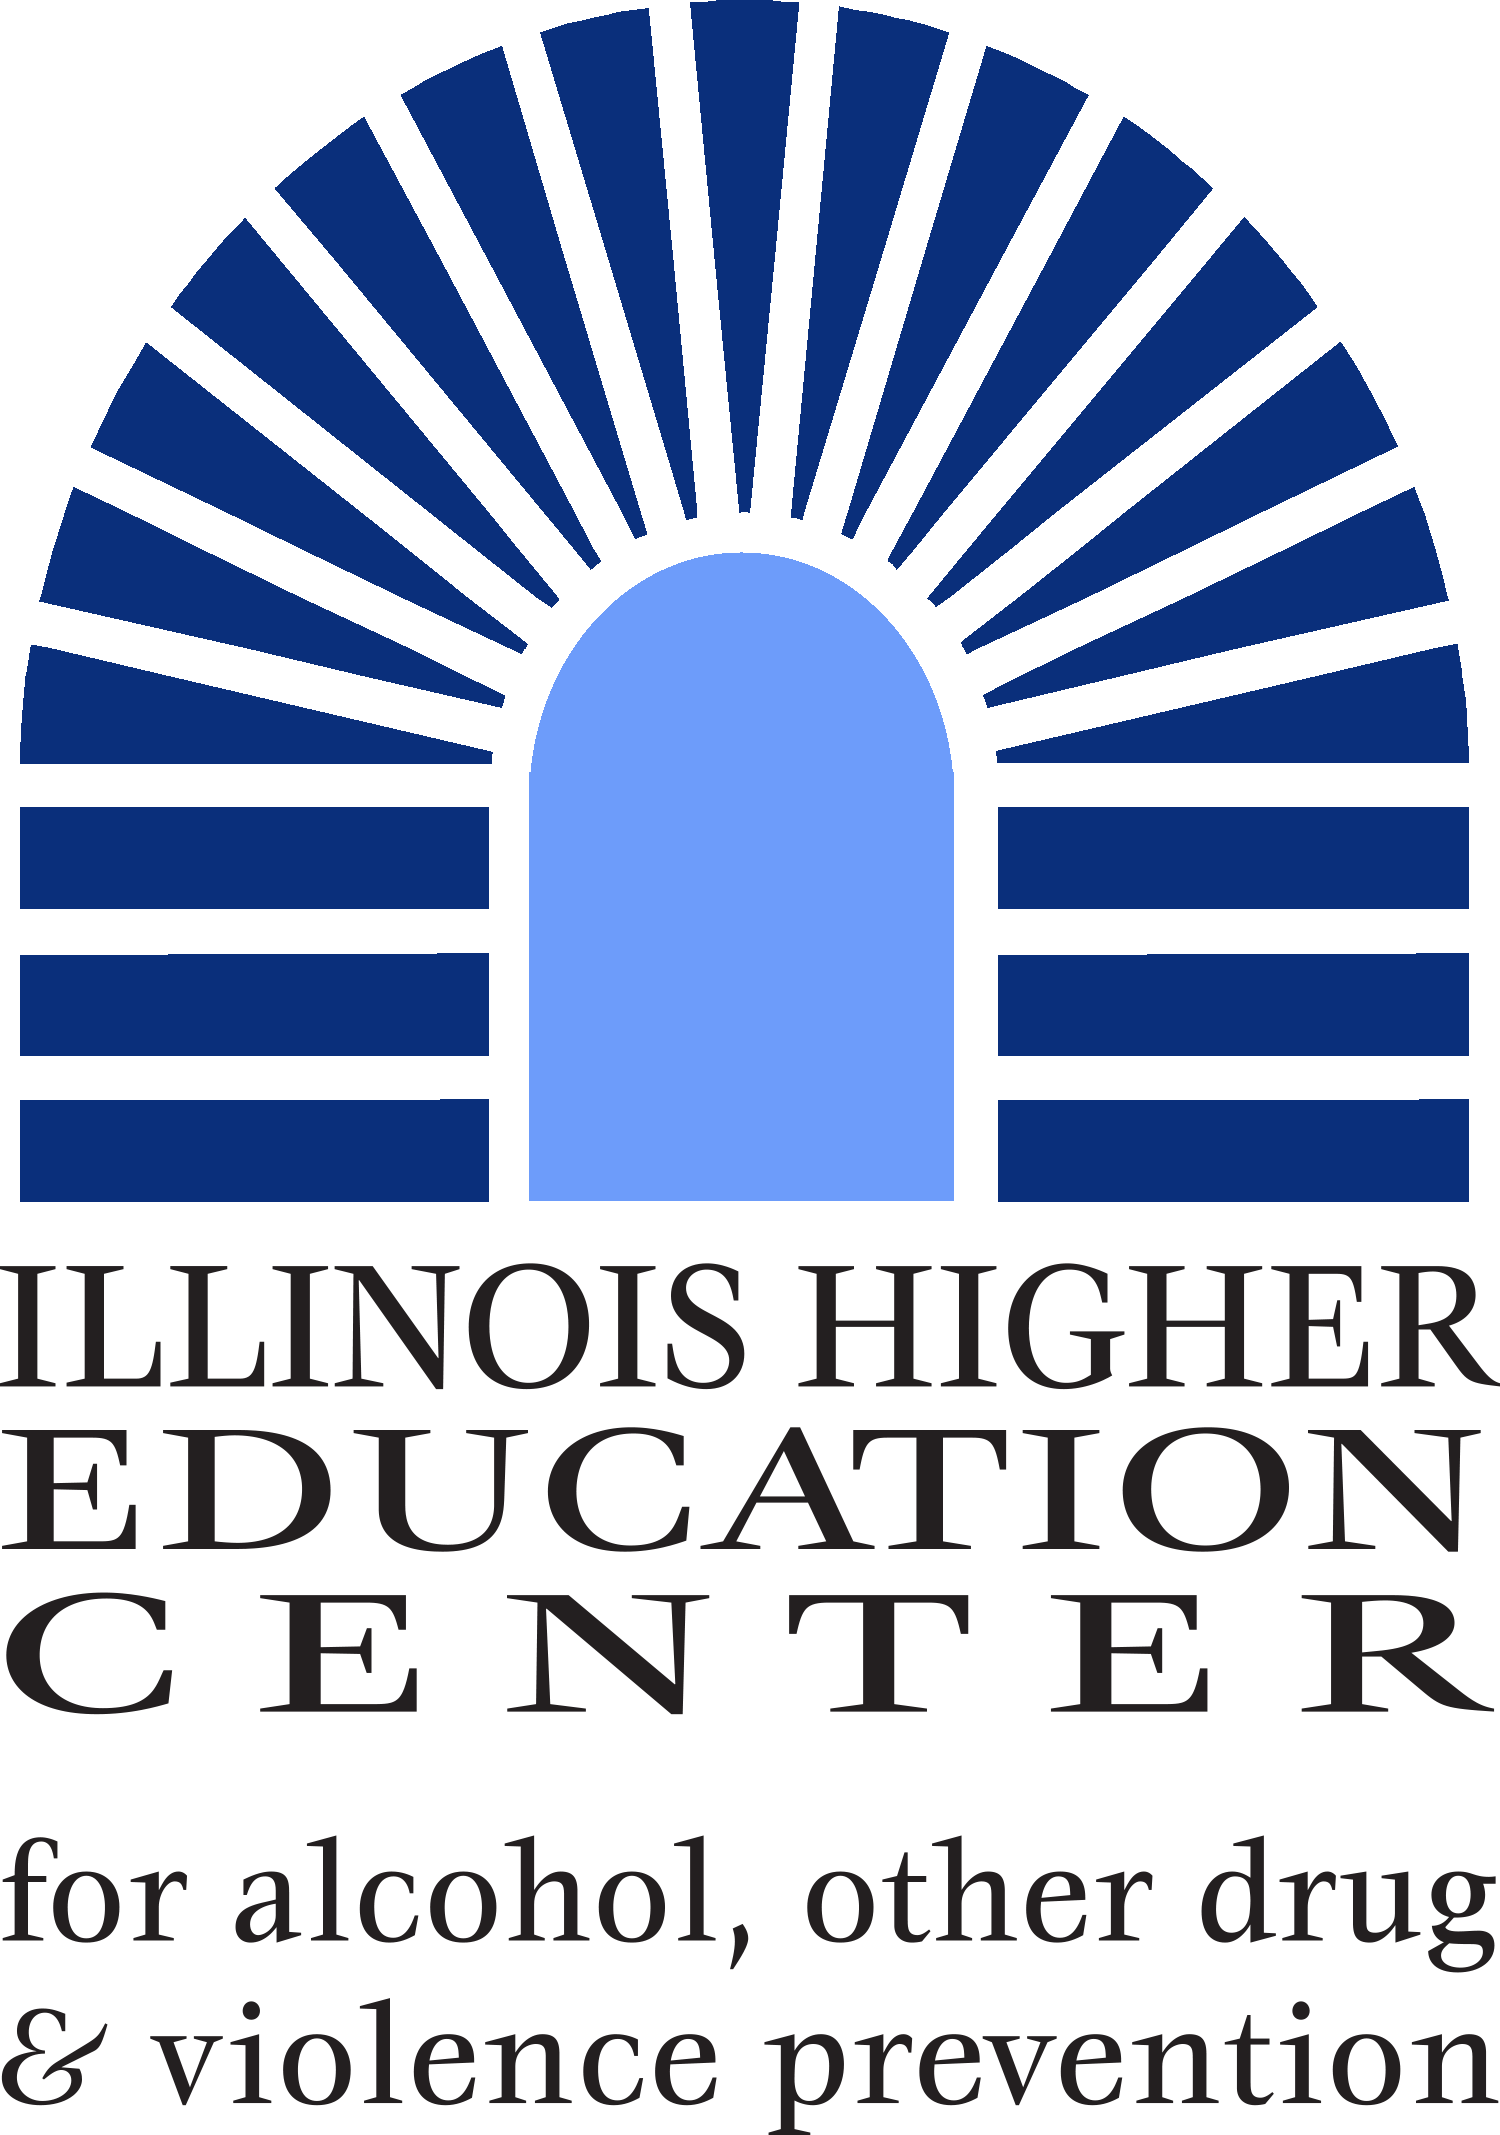 ILLINOIS HIGHER
EDUCATION
CENTER
for alcohol, other drug
& violence prevention